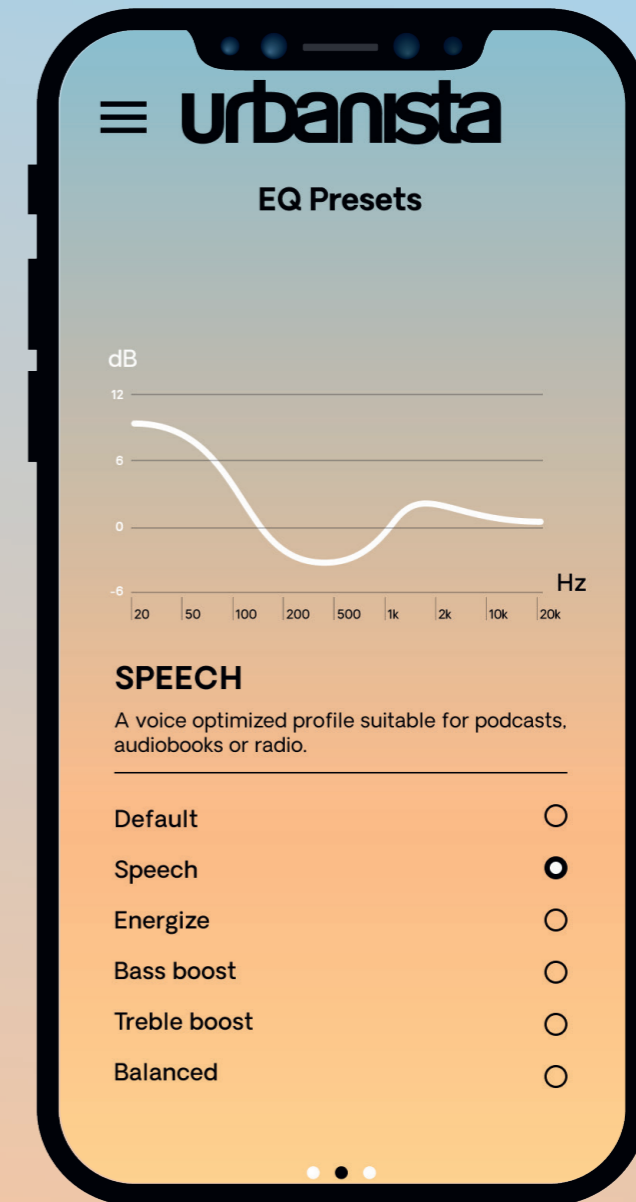 urbanista
EQ Presets
dB
12
6
0
-6
Hz
20 50 100 200 500 1k 2k 10k 20k
SPEECH
A voice optimized profile suitable for podcasts,
audiobooks or radio.
Default
Speech
Energize
Bass boost
Treble boost
Balanced